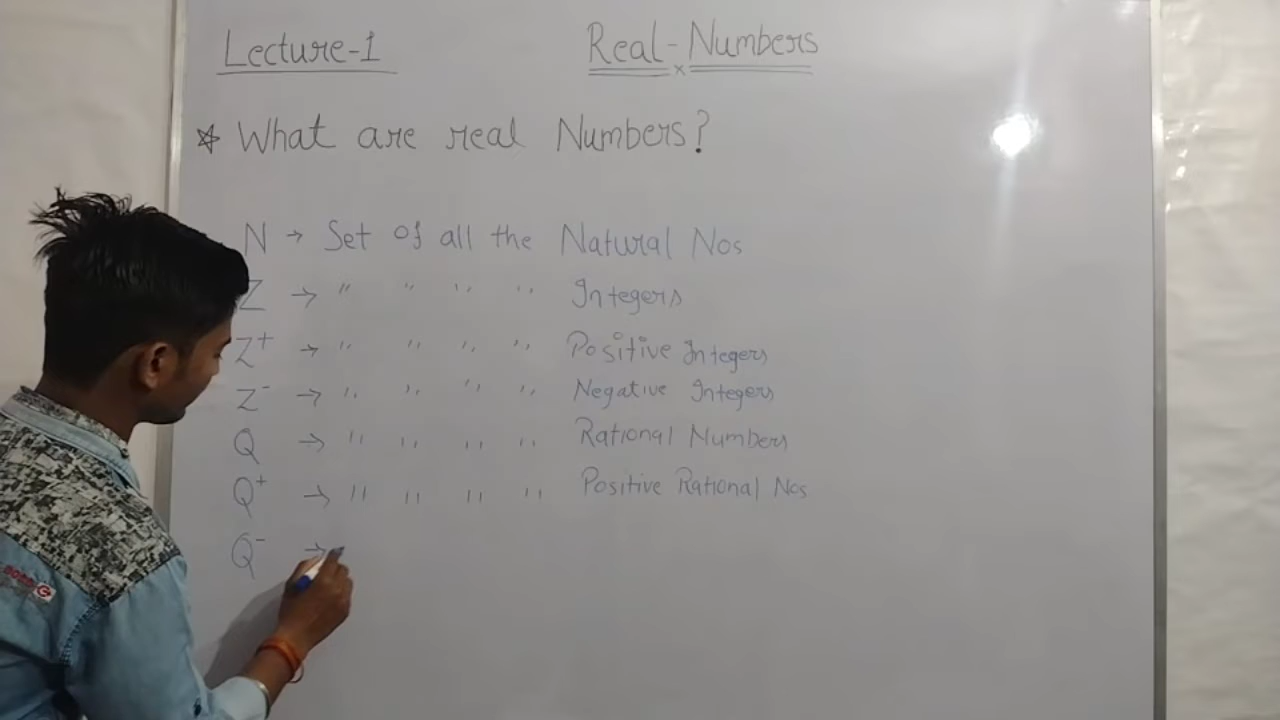 Lecture-1
Real-Numbers
What are real Numbers?
N → Set of all the Natural Nos
Z → " " " " Integers
Z⁺ → " " " " Positive Integers
Z⁻ → " " " " Negative Integers
Q → " " " " Rational Numbers
Q⁺ → " " " " Positive Rational Nos
Q⁻ →